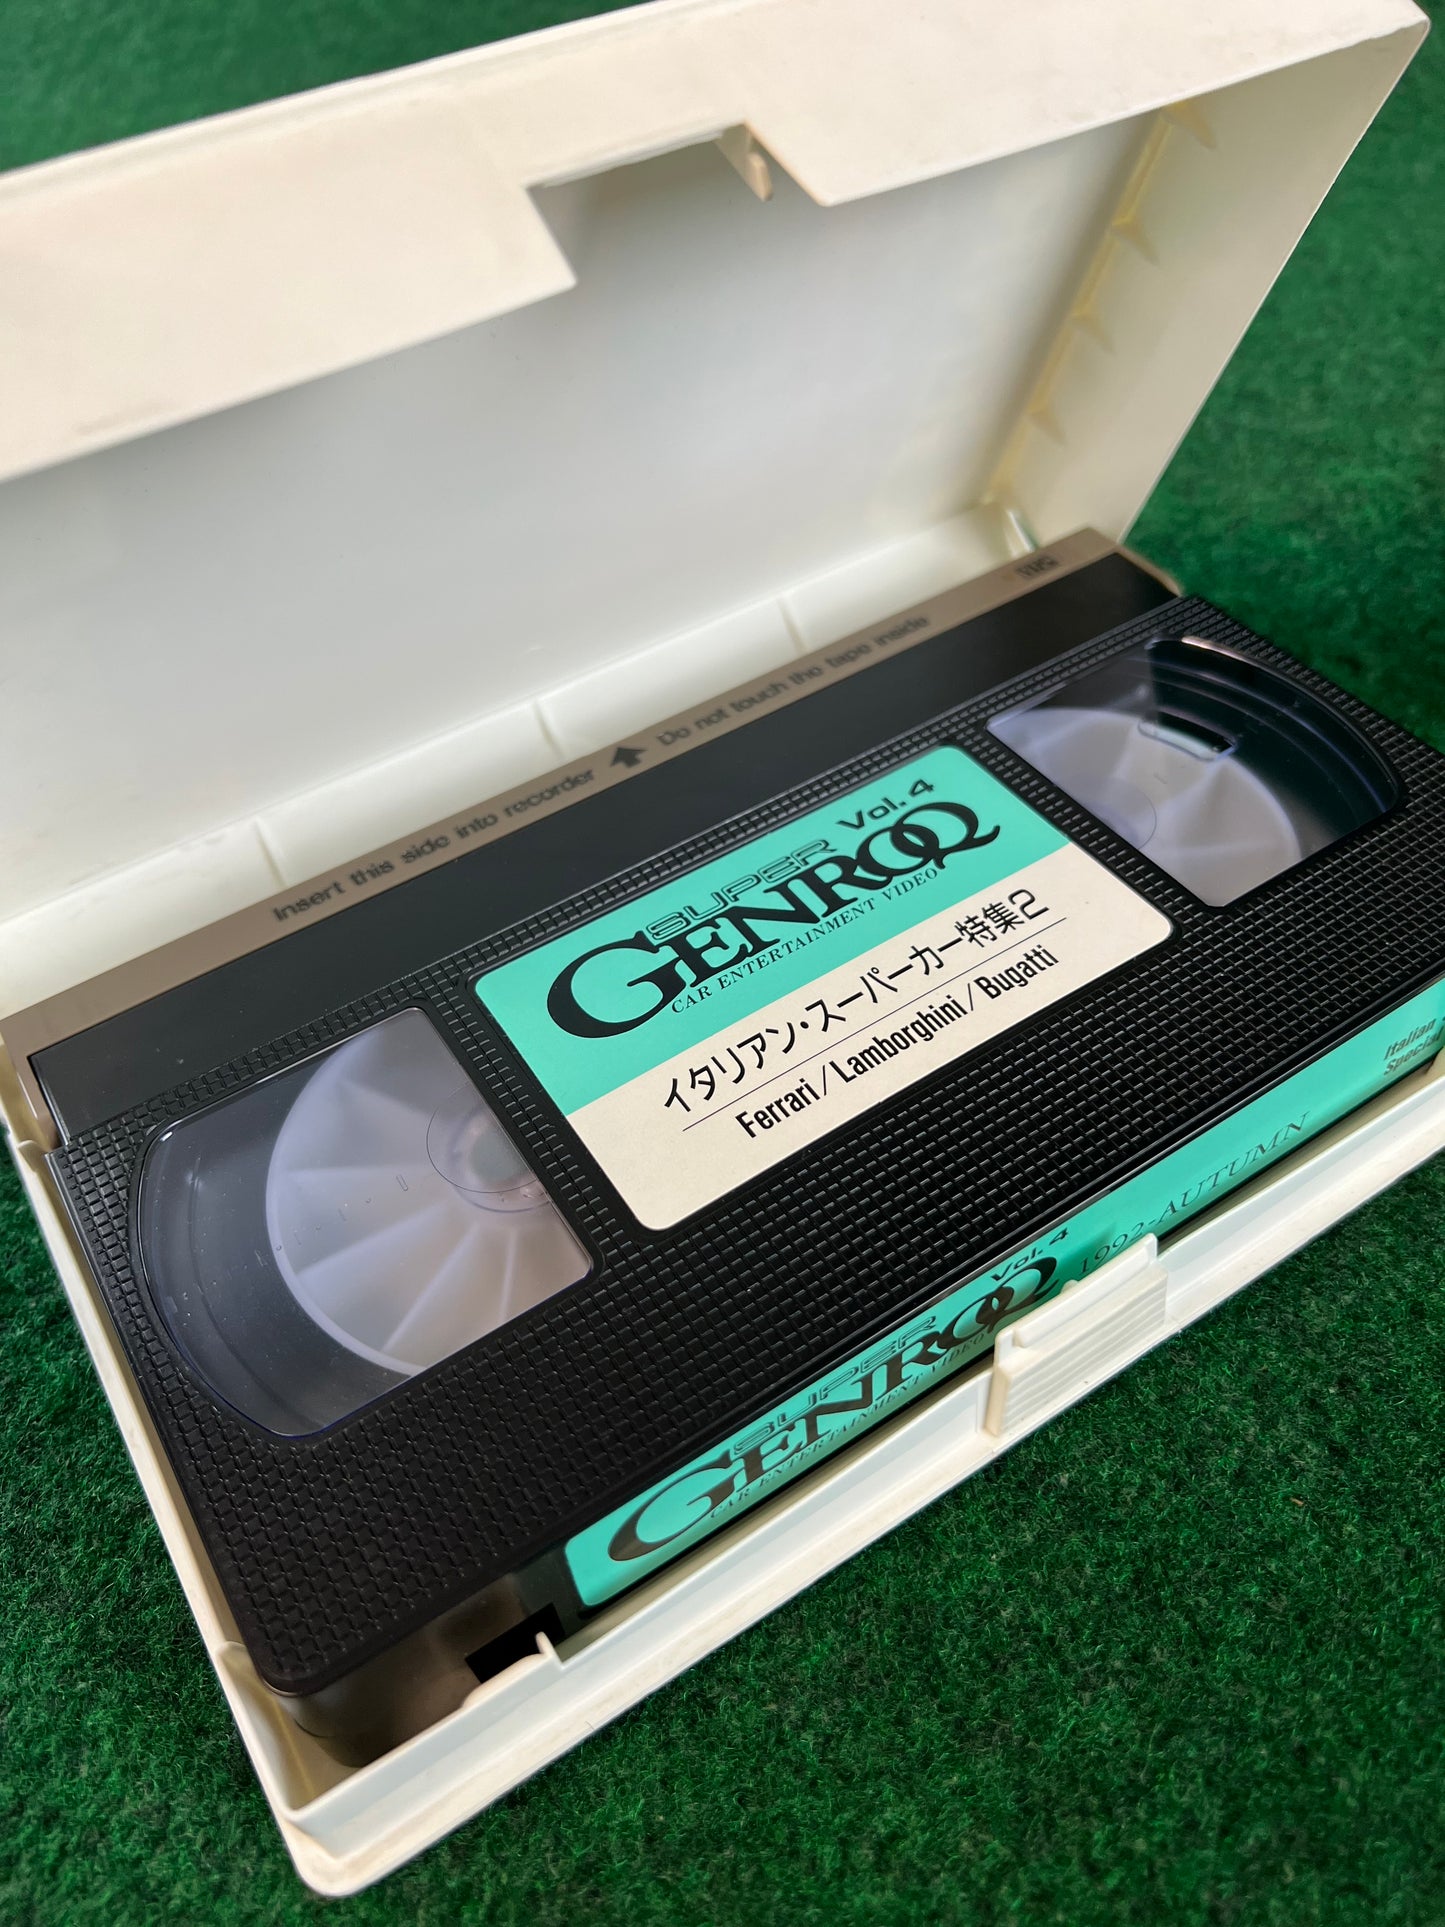 VHS
Insert this side into recorder Do not touch the tape inside
SUPER Vol.4
GENROQ
CAR ENTERTAINMENT VIDEO
イタリアン・スーパーカー特集2
Ferrari/Lamborghini/Bugatti
SUPER Vol.4
GENROQ
CAR ENTERTAINMENT VIDEO
1992-AUTUMN
Italian
Special